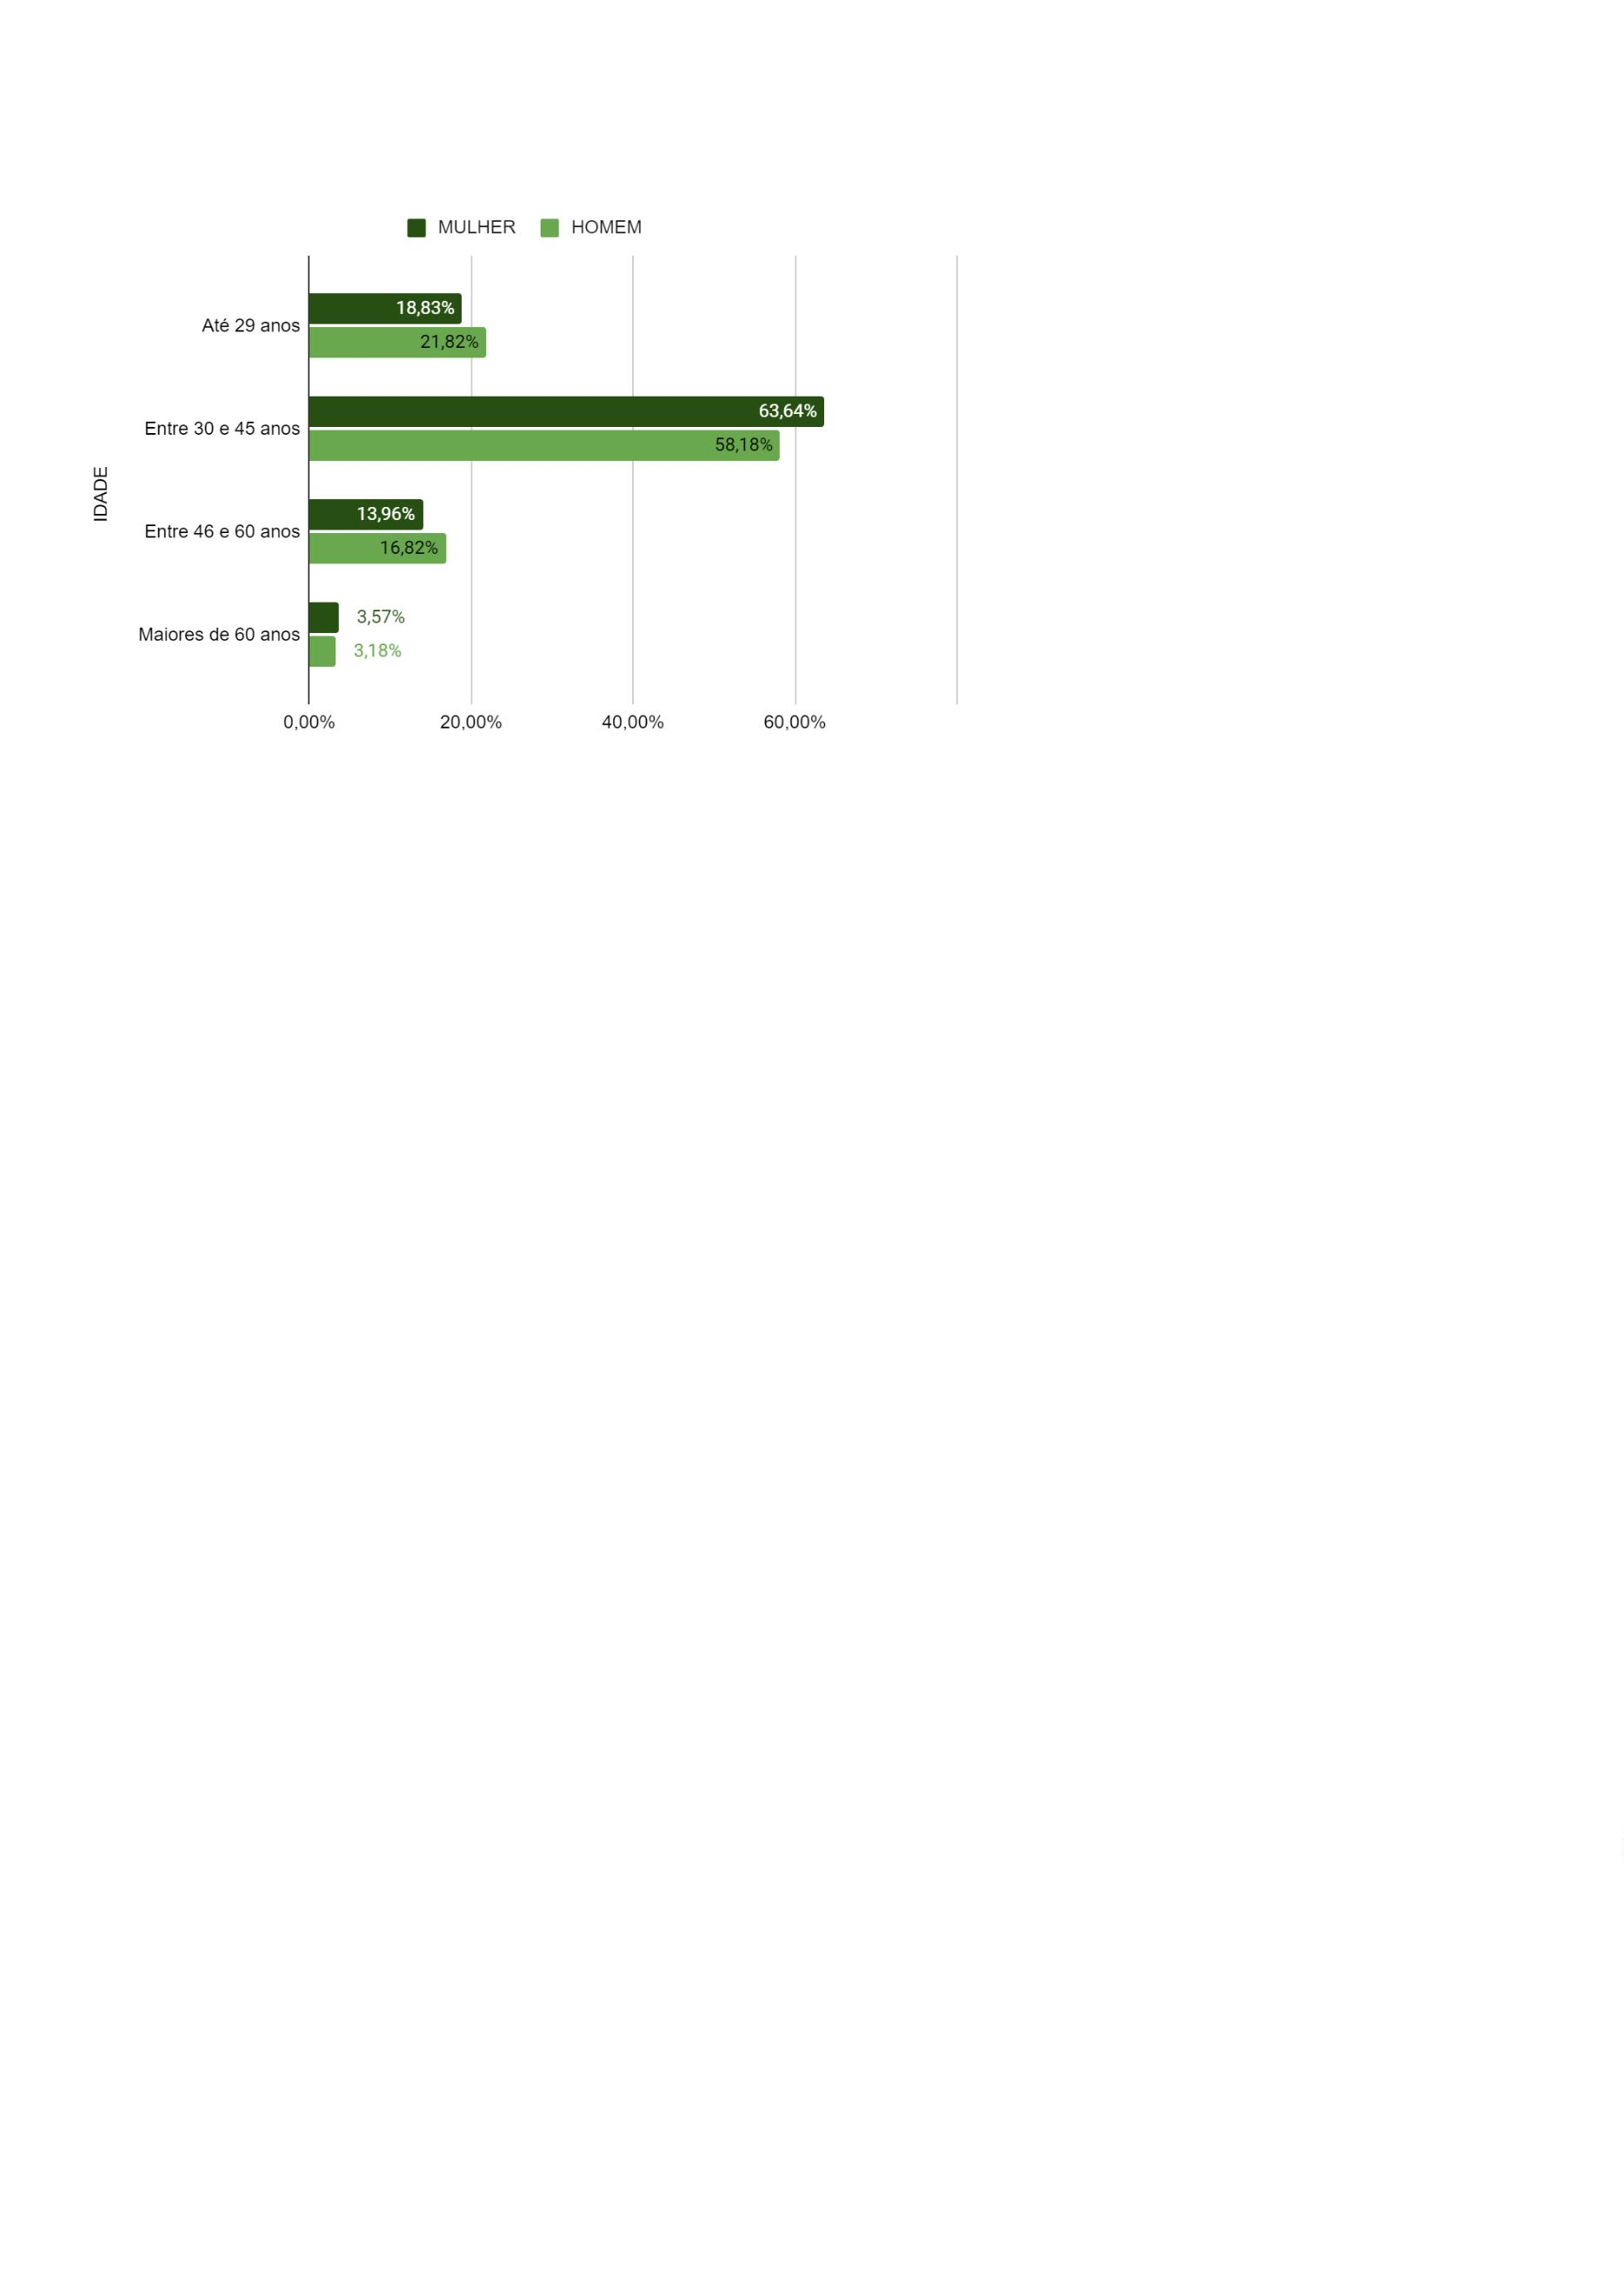 MULHER HOMEM
Até 29 anos
18,83%
21,82%
Entre 30 e 45 anos
63,64%
58,18%
Entre 46 e 60 anos
13,96%
16,82%
Maiores de 60 anos
3,57%
3,18%
IDADE
0,00% 20,00% 40,00% 60,00%